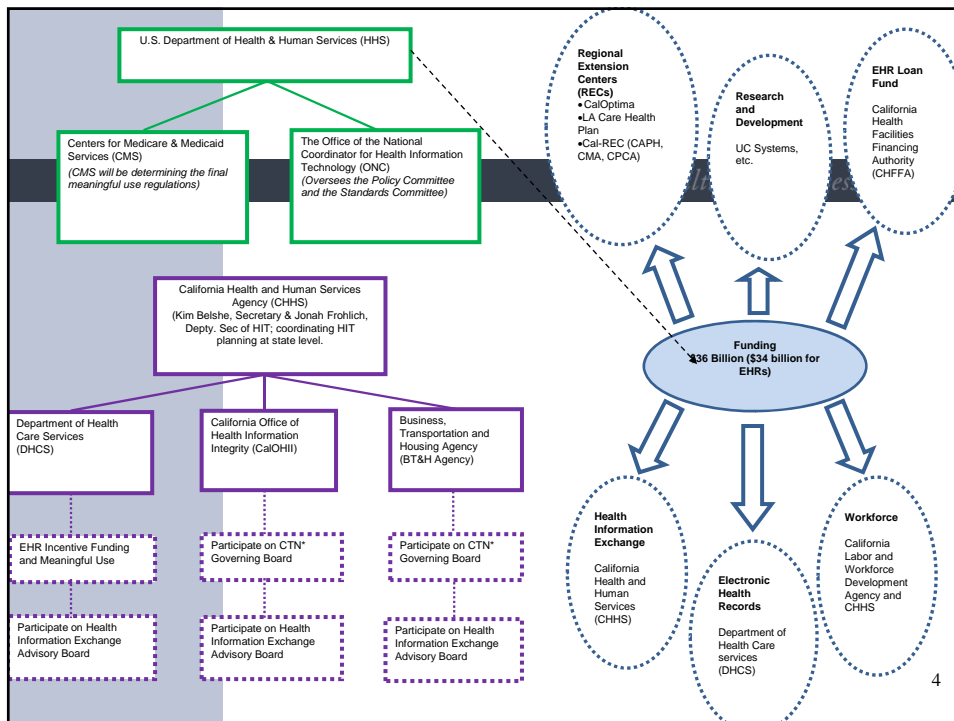 U.S. Department of Health & Human Services (HHS)
Centers for Medicare & Medicaid
Services (CMS)
(CMS will be determining the final
meaningful use regulations)
The Office of the National
Coordinator for Health Information
Technology (ONC)
(Oversees the Policy Committee
and the Standards Committee)
California Health and Human Services
Agency (CHHS)
(Kim Belshe, Secretary & Jonah Frohlich,
Depty. Sec of HIT; coordinating HIT
planning at state level.
Department of Health
Care Services
(DHCS)
California Office of
Health Information
Integrity (CalOHII)
Business,
Transportation and
Housing Agency
(BT&H Agency)
EHR Incentive Funding
and Meaningful Use
Participate on CTN*
Governing Board
Participate on CTN*
Governing Board
Participate on Health
Information Exchange
Advisory Board
Participate on Health
Information Exchange
Advisory Board
Participate on Health
Information Exchange
Advisory Board
Regional
Extension
Centers
(RECs)
•CalOptima
•LA Care Health
Plan
•Cal-REC (CAPH,
CMA, CPCA)
Research
and
Development
UC Systems,
etc.
EHR Loan
Fund
California
Health
Facilities
Financing
Authority
(CHFFA)
Funding
$36 Billion ($34 billion for
EHRs)
Health
Information
Exchange
California
Health and
Human
Services
(CHHS)
Electronic
Health
Records
Department of
Health Care
services
(DHCS)
Workforce
California
Labor and
Workforce
Development
Agency and
CHHS
4